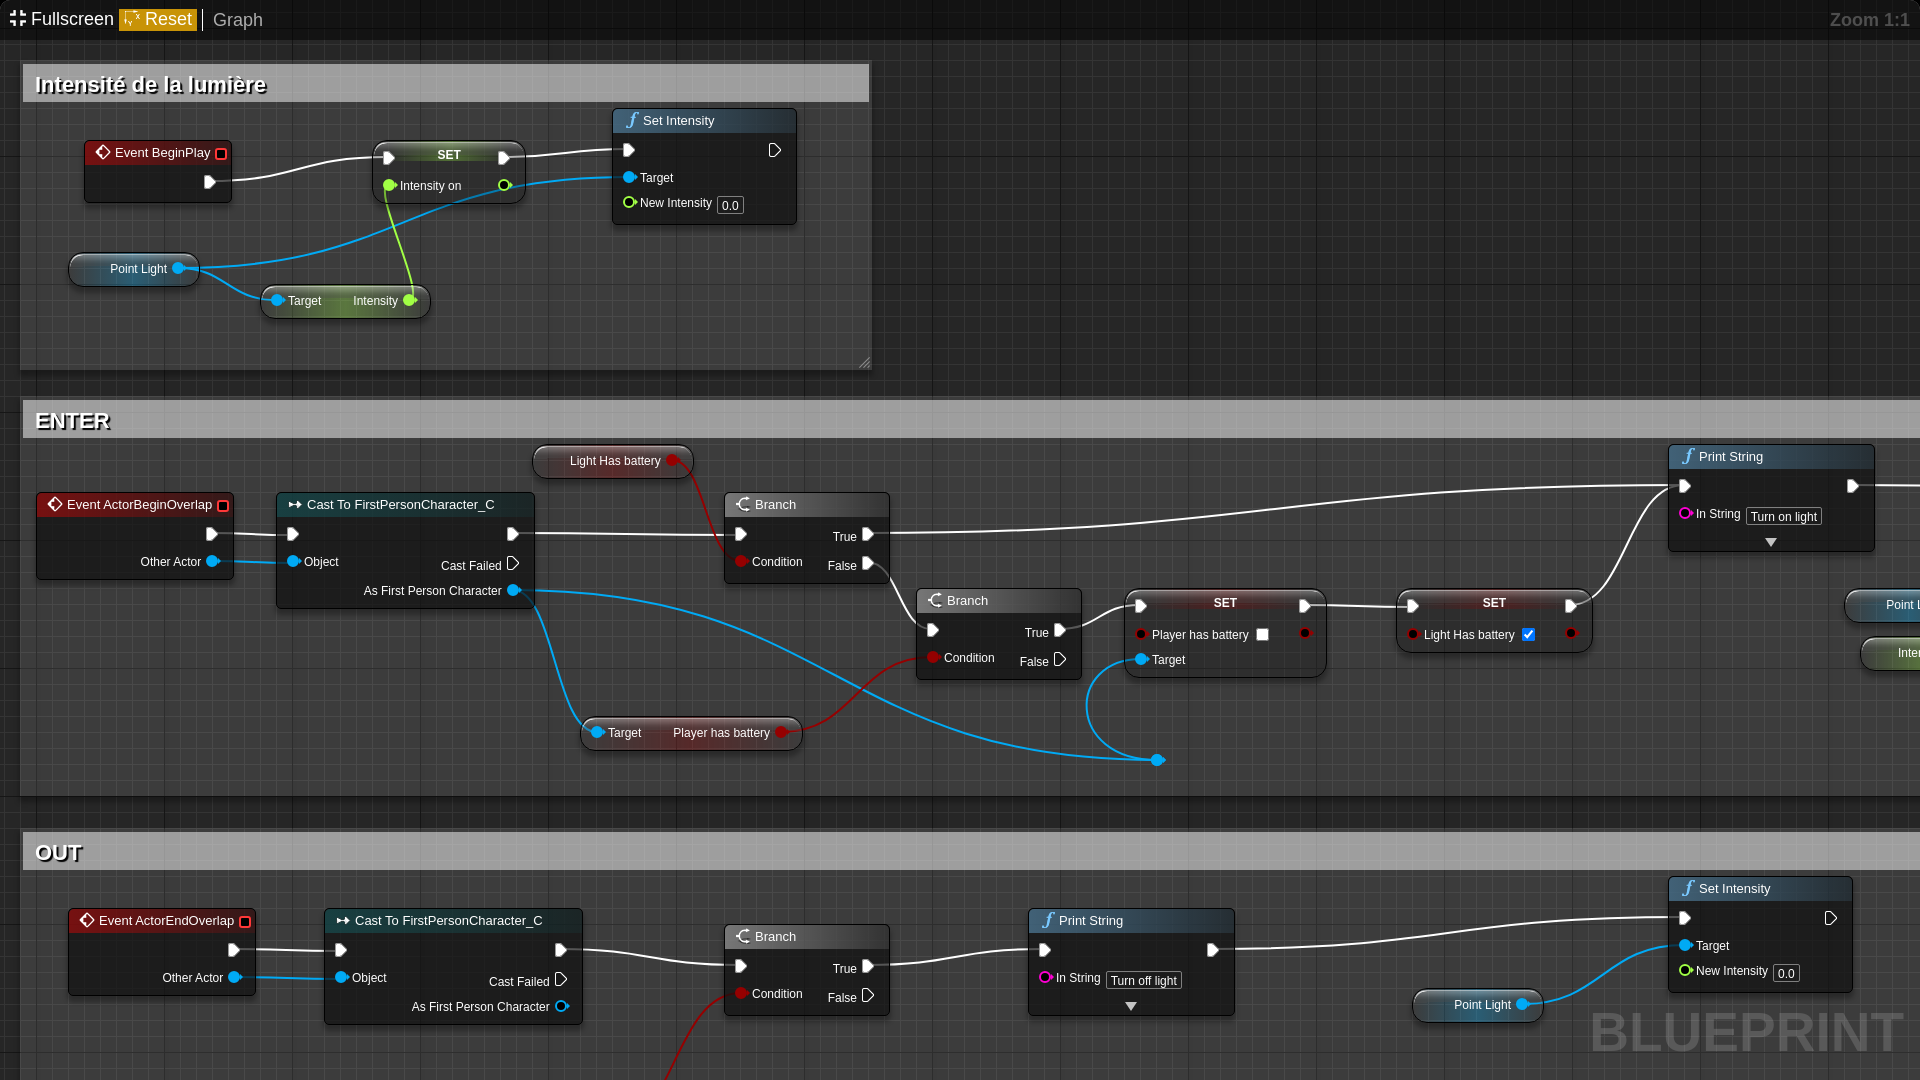 Fullscreen Reset Graph Zoom 1:1
Intensité de la lumière
Set Intensity
Event BeginPlay
SET
Intensity on
Target
New Intensity 0.0
Point Light
Target Intensity
ENTER
Light Has battery
Print String
In String Turn on light
Event ActorBeginOverlap
Other Actor
Cast To FirstPersonCharacter_C
Object
Cast Failed
As First Person Character
Branch
True
Condition
False
Branch
True
Condition
False
SET
Player has battery
Target
SET
Light Has battery
Point L
Inter
Target Player has battery
OUT
Event ActorEndOverlap
Other Actor
Cast To FirstPersonCharacter_C
Object
Cast Failed
As First Person Character
Branch
True
Condition
False
Print String
In String Turn off light
Set Intensity
Target
New Intensity 0.0
Point Light
BLUEPRINT